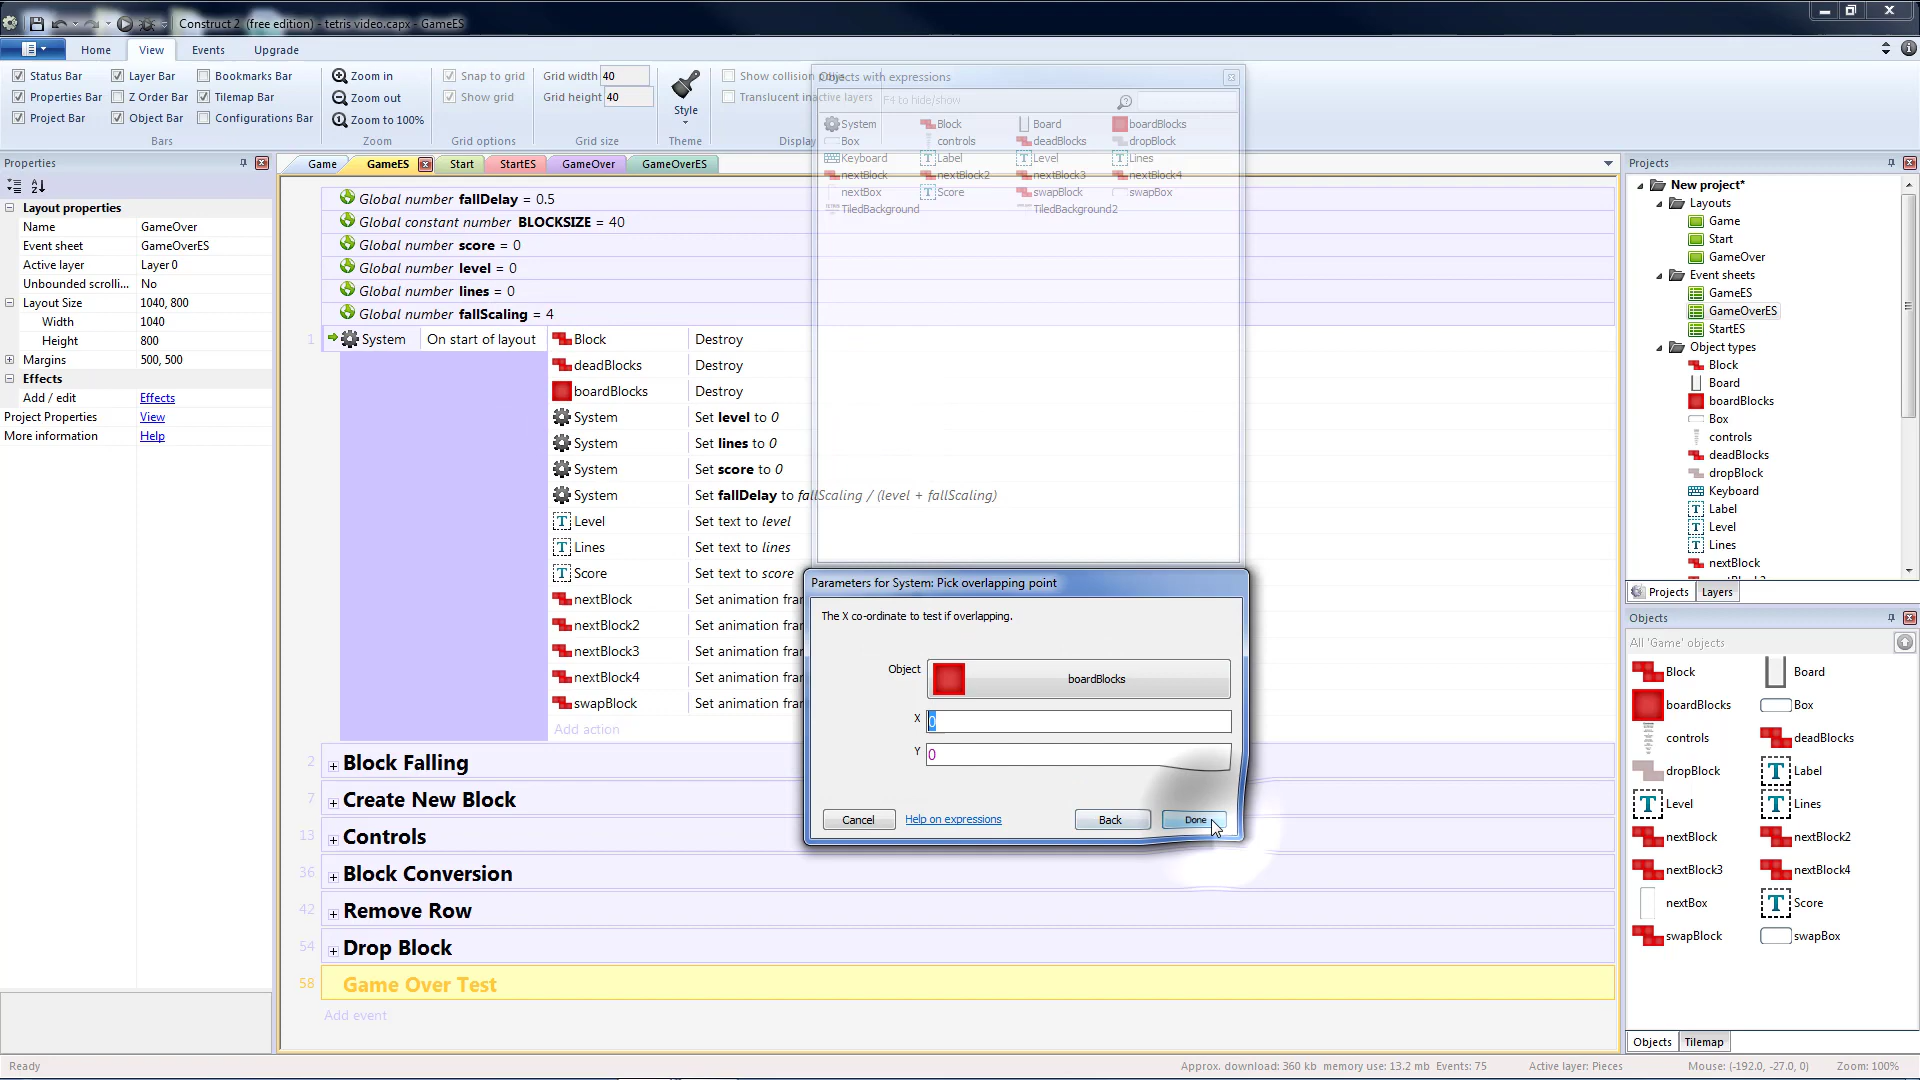 Construct 2 (free edition) - tetris video.capx - GameES
Home View Events Upgrade
Status Bar Layer Bar Bookmarks Bar
Properties Bar Z Order Bar Tilemap Bar
Project Bar Object Bar Configurations Bar
Bars
Zoom in
Zoom out
Zoom to 100%
Zoom
Snap to grid
Show grid
Grid options
Grid width 40
Grid height 40
Grid size
Style
Theme
Show collision
Translucent inactive layers
Objects with expressions
F4 to hide/show
System Block Board boardBlocks
Box controls deadBlocks dropBlock
Keyboard Label Level Lines
nextBlock nextBlock2 nextBlock3 nextBlock4
nextBox Score swapBlock swapBox
TiledBackground TiledBackground2
Properties
Layout properties
Name GameOver
Event sheet GameOverES
Active layer Layer 0
Unbounded scrolli... No
Layout Size 1040, 800
Width 1040
Height 800
Margins 500, 500
Effects
Add / edit Effects
Project Properties View
More information Help
Game GameES Start StartES GameOver GameOverES
Global number fallDelay = 0.5
Global constant number BLOCKSIZE = 40
Global number score = 0
Global number level = 0
Global number lines = 0
Global number fallScaling = 4
1 System On start of layout Block Destroy
deadBlocks Destroy
boardBlocks Destroy
System Set level to 0
System Set lines to 0
System Set score to 0
System Set fallDelay to fallScaling / (level + fallScaling)
Level Set text to level
Lines Set text to lines
Score Set text to score
nextBlock Set animation fra
nextBlock2 Set animation fra
nextBlock3 Set animation fra
nextBlock4 Set animation fra
swapBlock Set animation fra
Add action
2 Block Falling
7 Create New Block
13 Controls
36 Block Conversion
42 Remove Row
54 Drop Block
58 Game Over Test
Add event
Parameters for System: Pick overlapping point
The X co-ordinate to test if overlapping.
Object boardBlocks
X 0
Y 0
Cancel Help on expressions Back Done
Projects
New project*
Layouts
Game
Start
GameOver
Event sheets
GameES
GameOverES
StartES
Object types
Block
Board
boardBlocks
Box
controls
deadBlocks
dropBlock
Keyboard
Label
Level
Lines
nextBlock
Projects Layers
Objects
All 'Game' objects
Block Board
boardBlocks Box
controls deadBlocks
dropBlock Label
Level Lines
nextBlock nextBlock2
nextBlock3 nextBlock4
nextBox Score
swapBlock swapBox
Objects Tilemap
Ready
Approx. download: 360 kb memory use: 13.2 mb Events: 75 Active layer: Pieces Mouse: (-192.0, -27.0, 0) Zoom: 100%